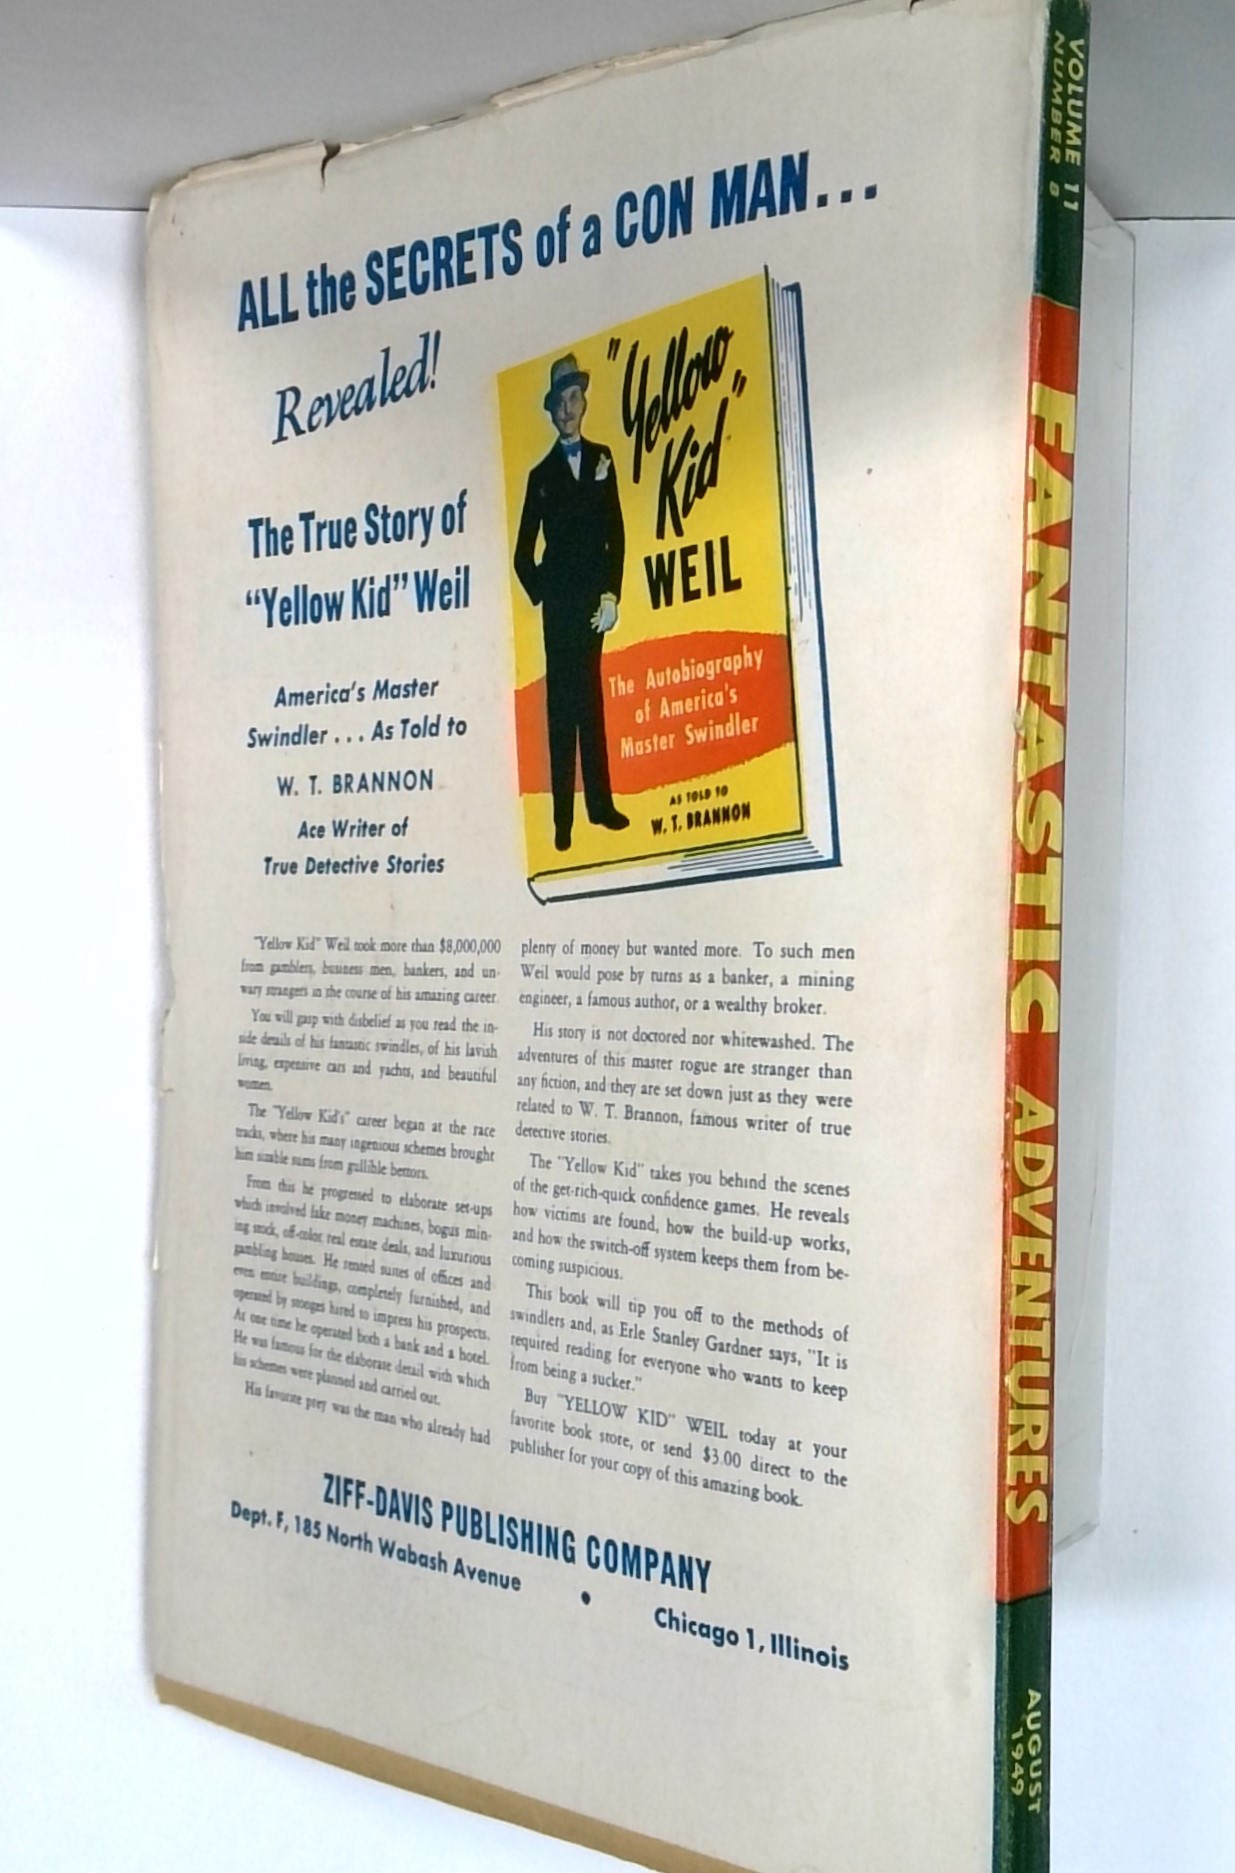 ALL the SECRETS of a CON MAN...
Revealed!
The True Story of
“Yellow Kid” Weil
America's Master
Swindler ... As Told to
W. T. BRANNON
Ace Writer of
True Detective Stories
"Yellow
Kid"
WEIL
The Autobiography
of America's
Master Swindler
AS TOLD TO
W. T. BRANNON
"Yellow Kid" Weil took more than $8,000,000
from gamblers, business men, bankers, and un-
wary strangers in the course of his amazing career.
You will gasp with disbelief as you read the in-
side details of his fantastic swindles, of his lavish
living, expensive cars and yachts, and beautiful
women.
The "Yellow Kid's" career began at the race
tracks, where his many ingenious schemes brought
him sizable sums from gullible bettors.
From this he progressed to elaborate set-ups
which involved fake money machines, bogus min-
ing stock, off-color real estate deals, and luxurious
gambling houses. He rented suites of offices and
even entire buildings, completely furnished, and
operated by stooges hired to impress his prospects.
At one time he operated both a bank and a hotel.
He was famous for the elaborate detail with which
his schemes were planned and carried out.
His favorite prey was the man who already had
plenty of money but wanted more. To such men
Weil would pose by turns as a banker, a mining
engineer, a famous author, or a wealthy broker.
His story is not doctored nor whitewashed. The
adventures of this master rogue are stranger than
any fiction, and they are set down just as they were
related to W. T. Brannon, famous writer of true
detective stories.
The "Yellow Kid" takes you behind the scenes
of the get-rich-quick confidence games. He reveals
how victims are found, how the build-up works,
and how the switch-off system keeps them from be-
coming suspicious.
This book will tip you off to the methods of
swindlers and, as Erle Stanley Gardner says, "It is
required reading for everyone who wants to keep
from being a sucker."
Buy "YELLOW KID" WEIL today at your
favorite book store, or send $3.00 direct to the
publisher for your copy of this amazing book.
ZIFF-DAVIS PUBLISHING COMPANY
Dept. F, 185 North Wabash Avenue • Chicago 1, Illinois
VOLUME 11
NUMBER 8
FANTASTIC ADVENTURES
AUGUST
1949